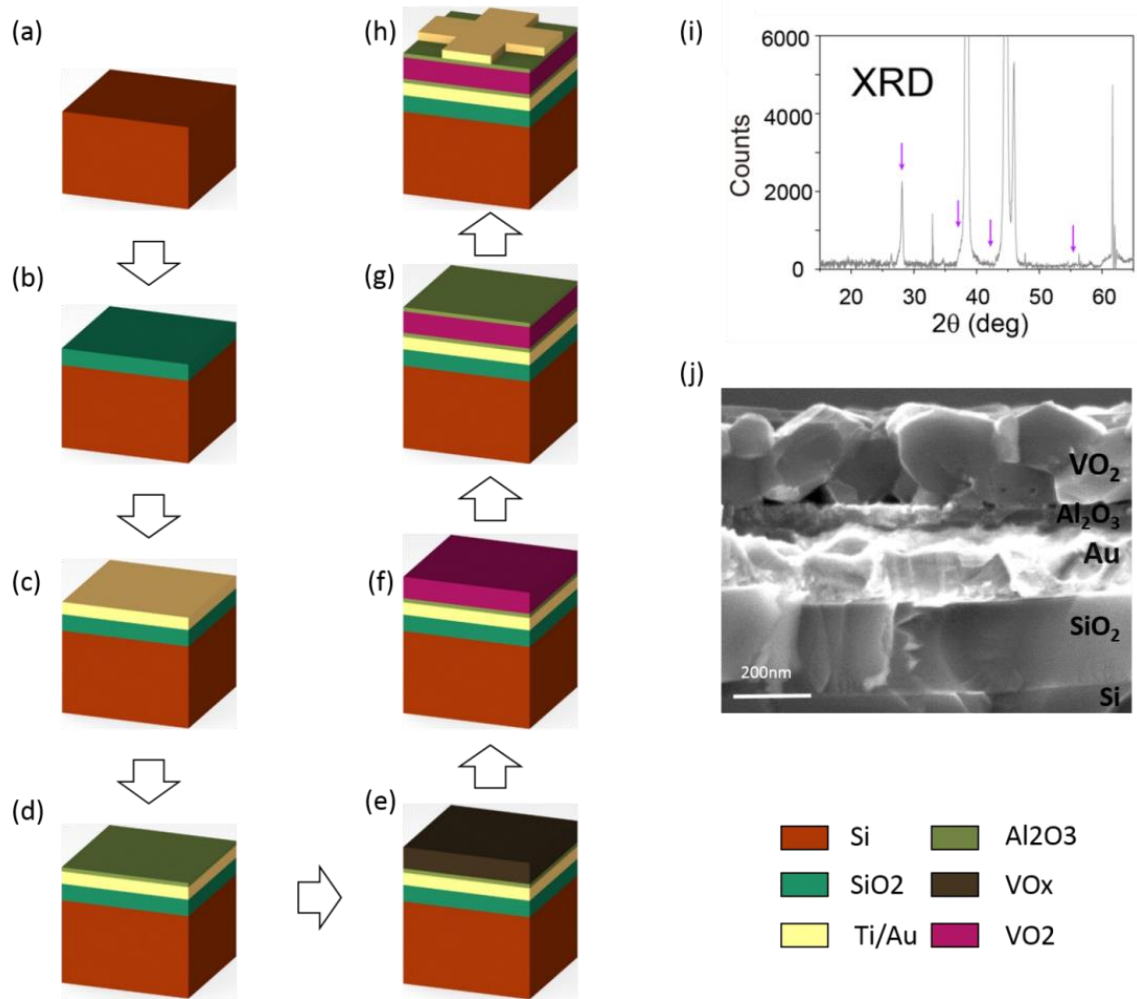 (a)
(b)
(c)
(d)
(e)
(f)
(g)
(h)
(i)
6000
4000
2000
0
Counts
XRD
15 20 30 40 50 60
2θ (deg)
(j)
VO₂
Al₂O₃
Au
SiO₂
200nm
Si
Si Al2O3
SiO2 VOx
Ti/Au VO2